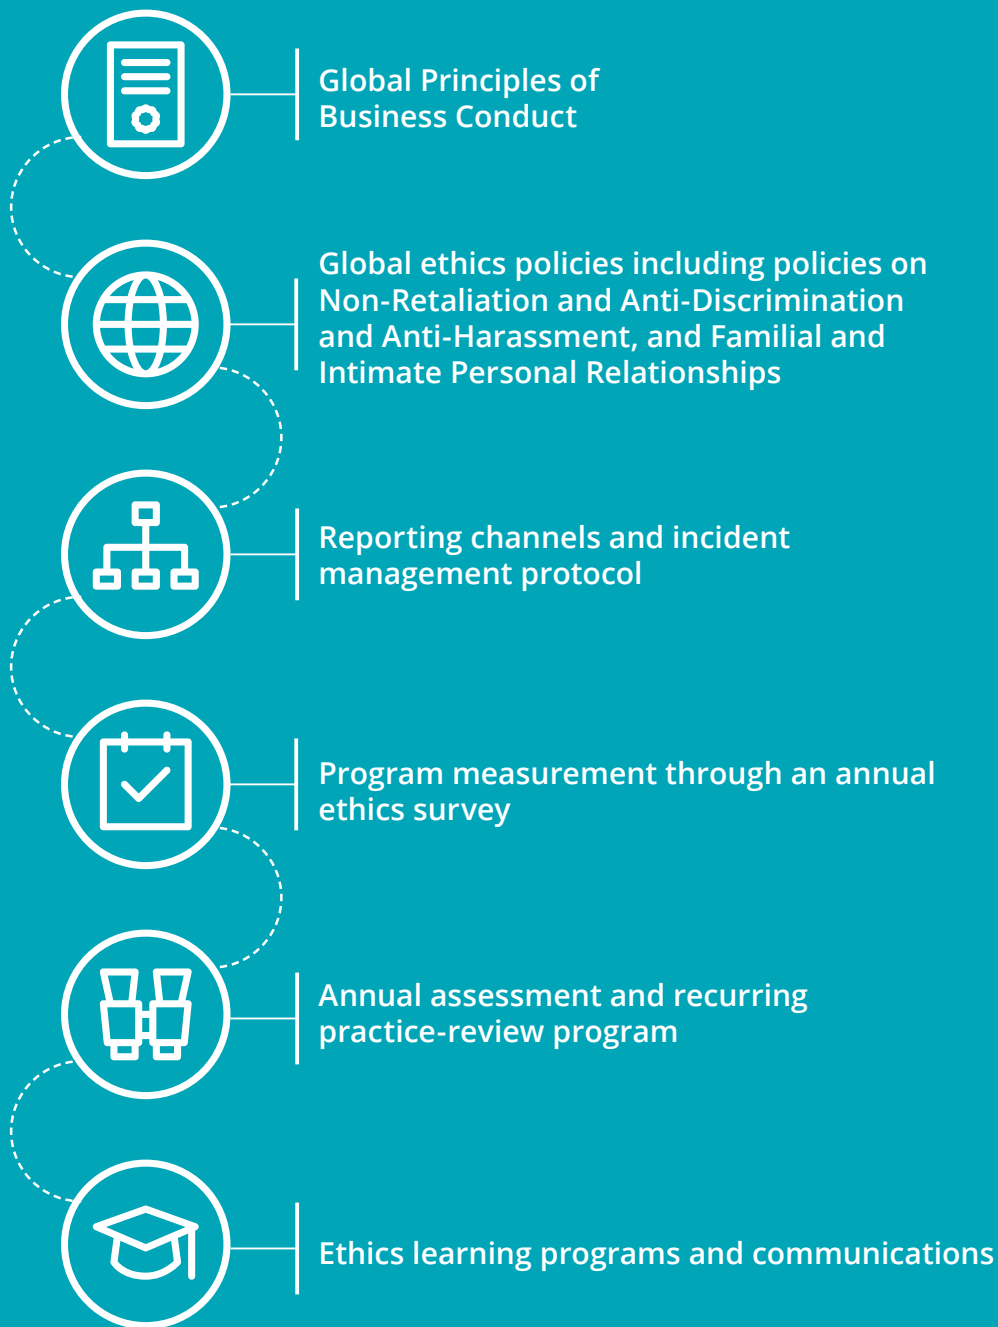 Global Principles of
Business Conduct
Global ethics policies including policies on
Non-Retaliation and Anti-Discrimination
and Anti-Harassment, and Familial and
Intimate Personal Relationships
Reporting channels and incident
management protocol
Program measurement through an annual
ethics survey
Annual assessment and recurring
practice-review program
Ethics learning programs and communications